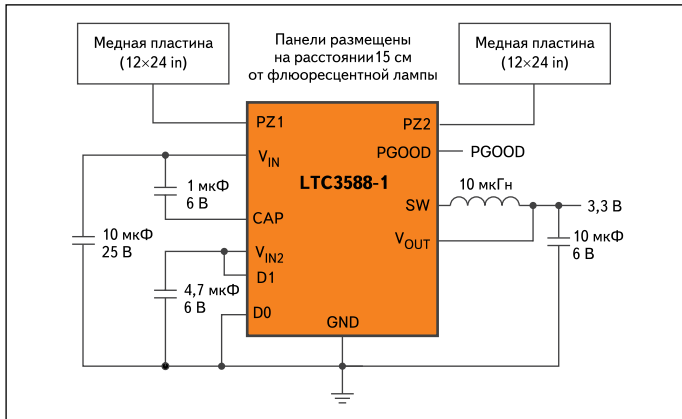 Медная пластина
(12×24 in)
Панели размещены
на расстоянии 15 см
от флюоресцентной лампы
Медная пластина
(12×24 in)
PZ1
PZ2
VIN
PGOOD
PGOOD
LTC3588-1
1 мкФ
6 В
CAP
SW
10 мкГн
3,3 В
10 мкФ
25 В
VOUT
10 мкФ
6 В
VIN2
D1
4,7 мкФ
6 В
D0
GND